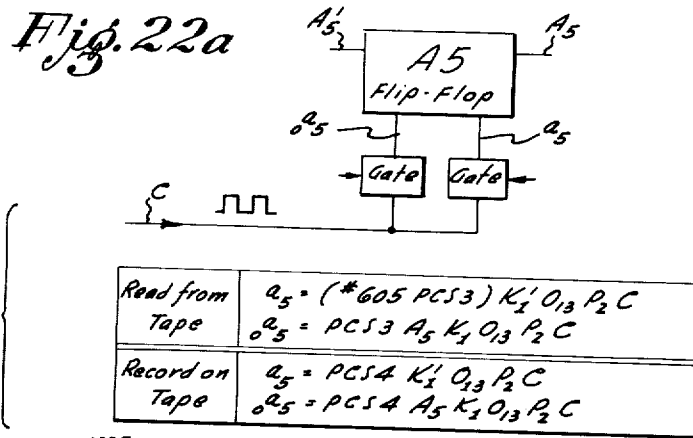 Fig. 22a
A₅' A₅
A5
Flip-Flop
₀a₅ a₅
Gate Gate
C
Read from Tape
a₅ = (#605 PCS3) K₁' O₁₃ P₂ C
₀a₅ = PCS3 A₅ K₁ O₁₃ P₂ C
Record on Tape
a₅ = PCS4 K₁' O₁₃ P₂ C
₀a₅ = PCS4 A₅ K₁ O₁₃ P₂ C